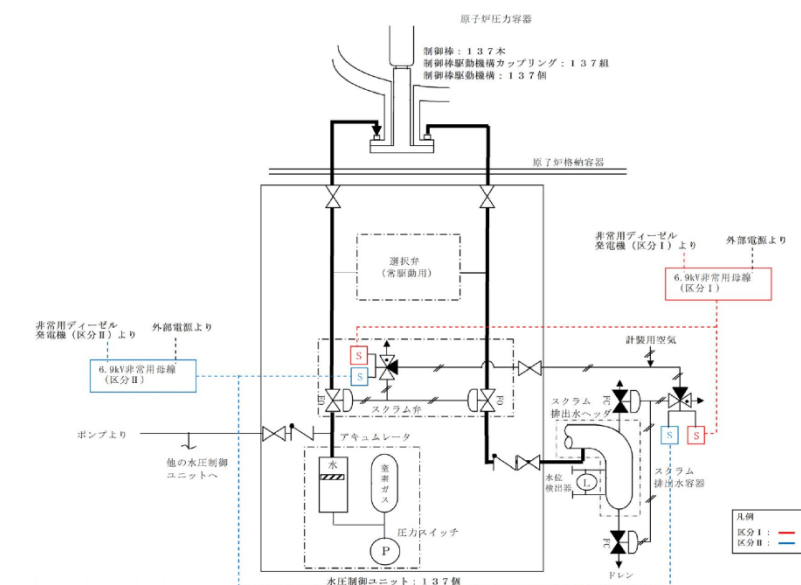 原子炉圧力容器
制御棒：１３７本
制御棒駆動機構カップリング：１３７組
制御棒駆動機構：１３７個
原子炉格納容器
非常用ディーゼル
発電機（区分Ⅰ）より
外部電源より
選択弁
（常駆動用）
6.9kV非常用母線
（区分Ⅰ）
非常用ディーゼル
発電機（区分Ⅱ）より
外部電源より
計装用空気
S
S
6.9kV非常用母線
（区分Ⅱ）
スクラム弁
FO
FO
FC
スクラム
排出水ヘッダ
S
S
ポンプより
アキュムレータ
他の水圧制御
ユニットへ
水
窒素
ガス
水位
検出器
L
スクラム
排出水容器
圧力スイッチ
P
FC
ドレン
凡例
区分Ⅰ：
区分Ⅱ：
水圧制御ユニット：１３７個